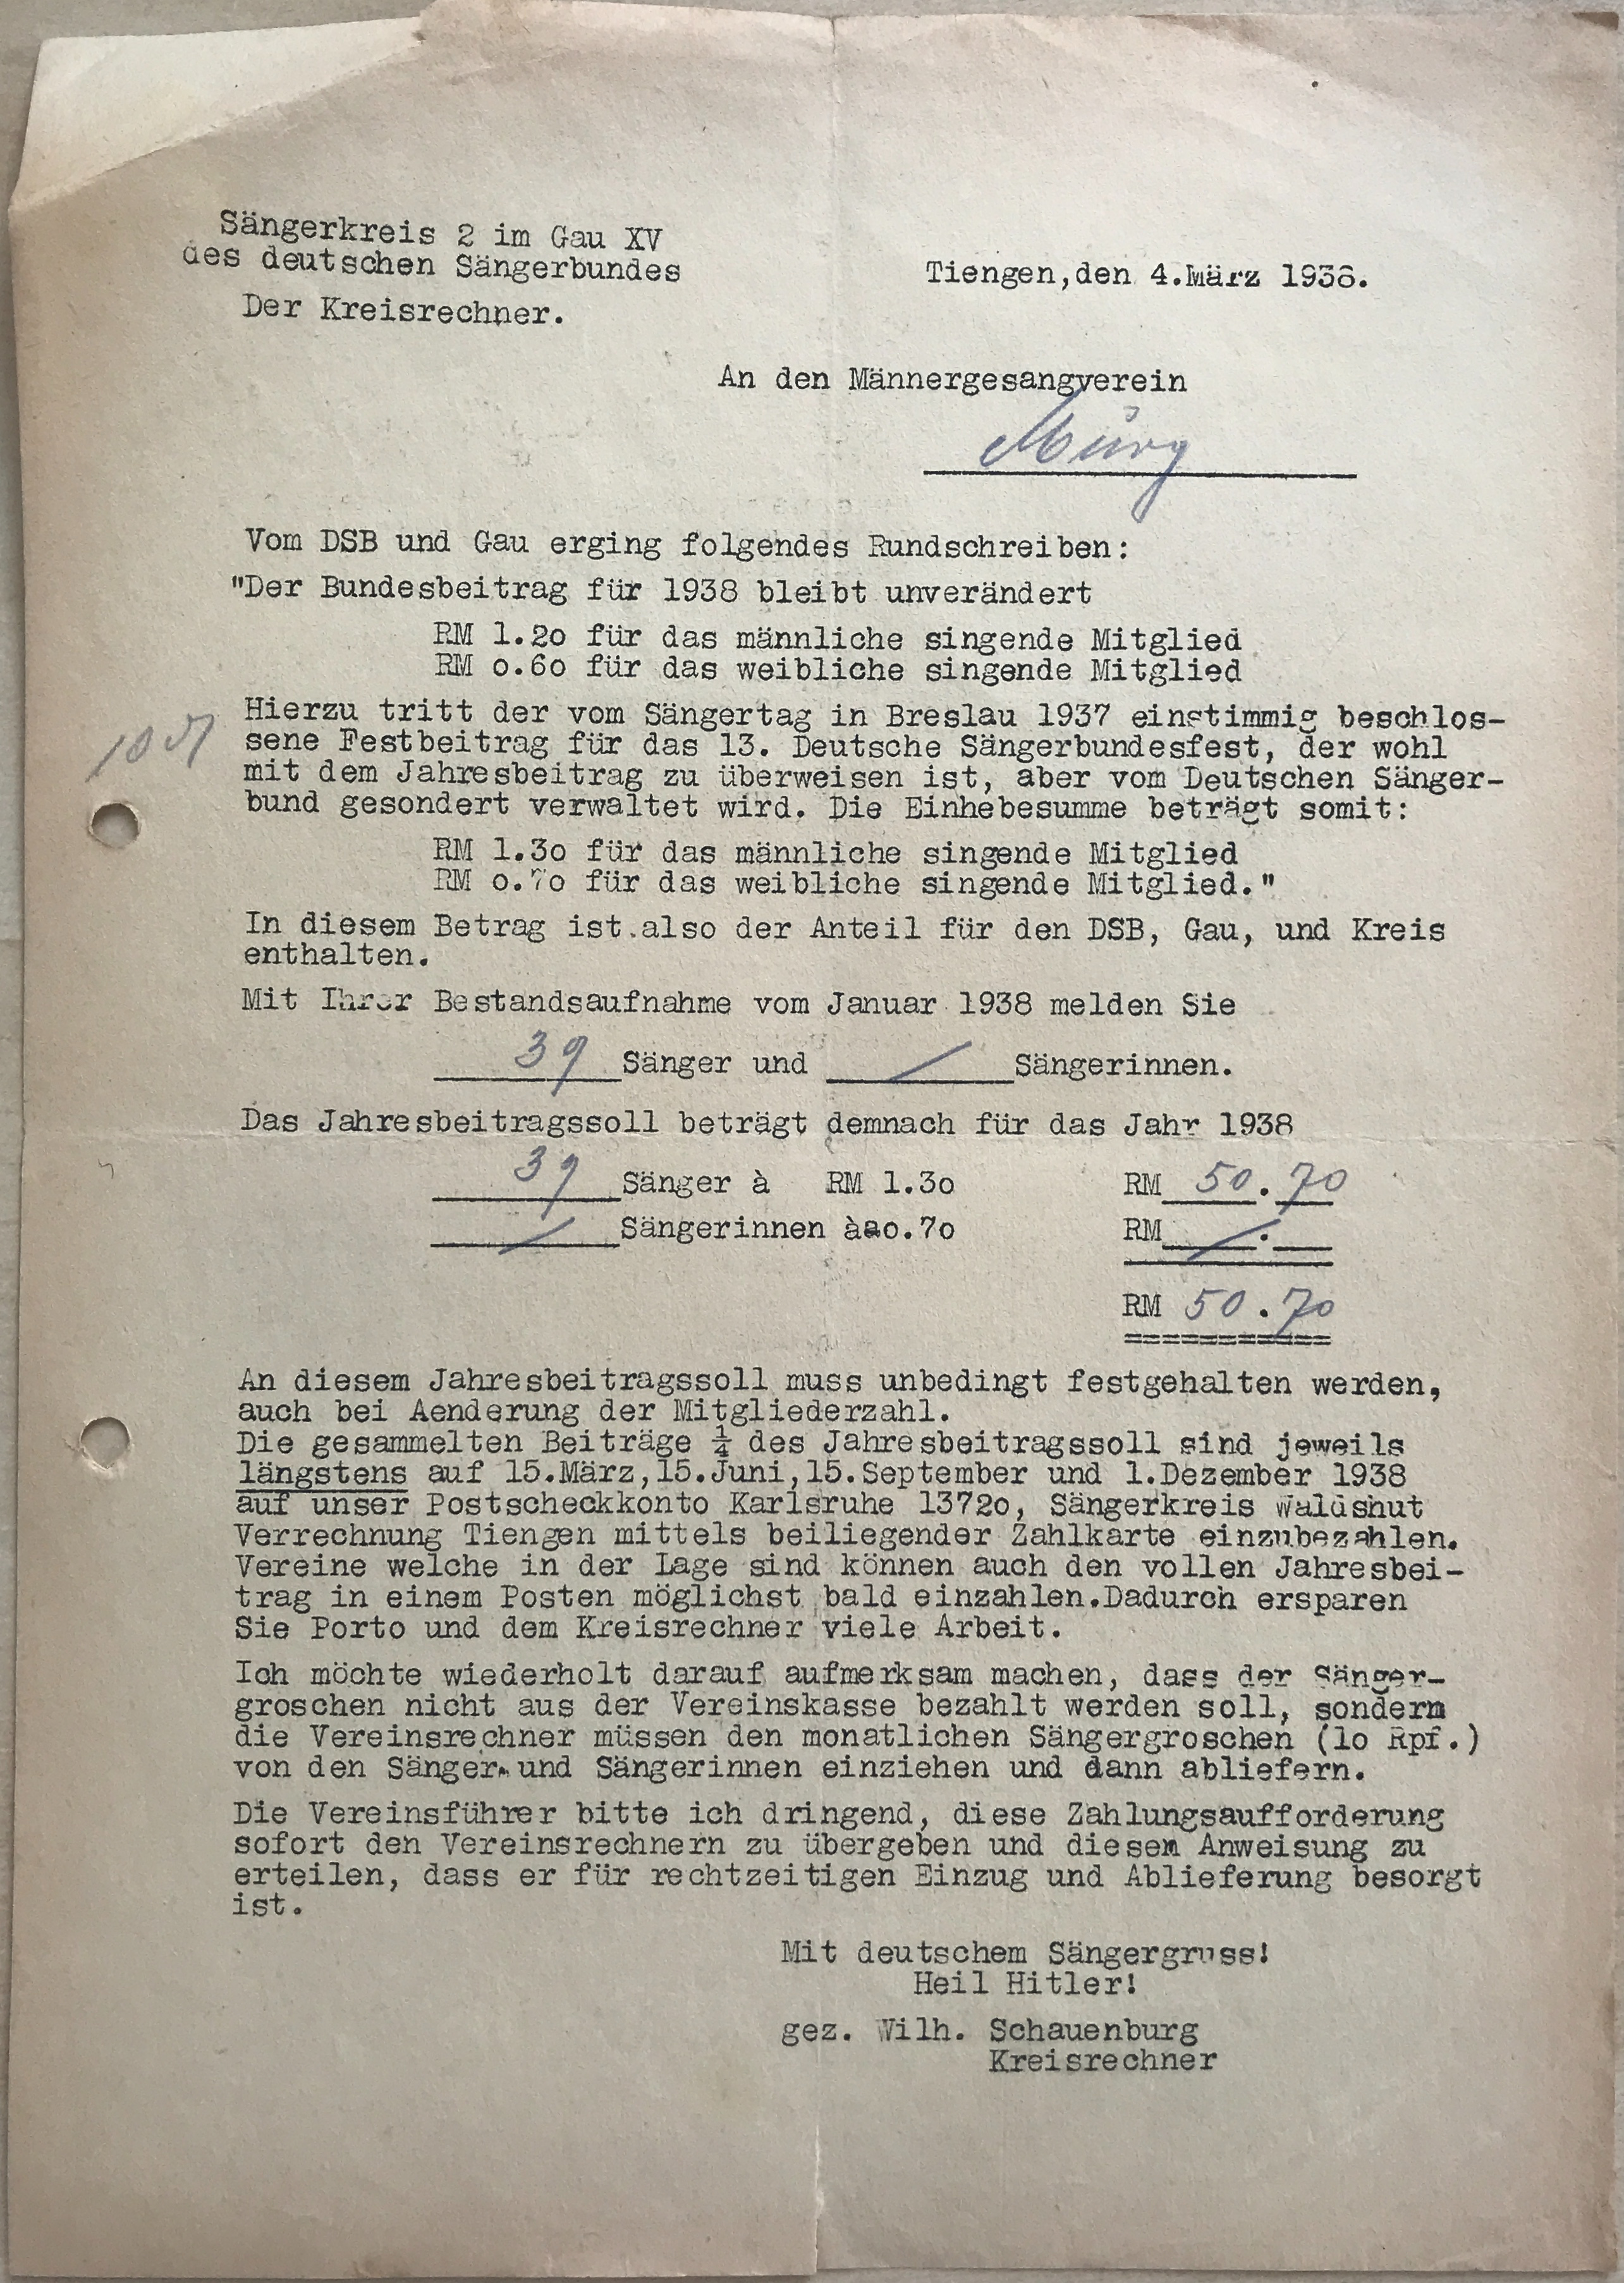 Sängerkreis 2 im Gau XV
des deutschen Sängerbundes
Tiengen,den 4.März 1938.
Der Kreisrechner.
An den Männergesangverein
Murg
Vom DSB und Gau erging folgendes Rundschreiben:
"Der Bundesbeitrag für 1938 bleibt unverändert
RM 1.2o für das männliche singende Mitglied
RM o.6o für das weibliche singende Mitglied
Hierzu tritt der vom Sängertag in Breslau 1937 einstimmig beschlos-
10 ₰
sene Festbeitrag für das 13. Deutsche Sängerbundesfest, der wohl
mit dem Jahresbeitrag zu überweisen ist, aber vom Deutschen Sänger-
bund gesondert verwaltet wird. Die Einhebesumme beträgt somit:
RM 1.3o für das männliche singende Mitglied
RM o.7o für das weibliche singende Mitglied."
In diesem Betrag ist.also der Anteil für den DSB, Gau, und Kreis
enthalten.
Mit Ihrer Bestandsaufnahme vom Januar 1938 melden Sie
39 Sänger und / Sängerinnen.
Das Jahresbeitragssoll beträgt demnach für das Jahr 1938
39 Sänger à RM 1.3o RM 50.70
/ Sängerinnen à o.7o RM /.
RM 50.70
An diesem Jahresbeitragssoll muss unbedingt festgehalten werden,
auch bei Aenderung der Mitgliederzahl.
Die gesammelten Beiträge ¼ des Jahresbeitragssoll sind jeweils
längstens auf 15.März,15.Juni,15.September und 1.Dezember 1938
auf unser Postscheckkonto Karlsruhe 1372o, Sängerkreis Waldshut
Verrechnung Tiengen mittels beiliegender Zahlkarte einzubezahlen.
Vereine welche in der Lage sind können auch den vollen Jahresbei-
trag in einem Posten möglichst bald einzahlen.Dadurch ersparen
Sie Porto und dem Kreisrechner viele Arbeit.
Ich möchte wiederholt darauf aufmerksam machen, dass der Sänger-
groschen nicht aus der Vereinskasse bezahlt werden soll, sondern
die Vereinsrechner müssen den monatlichen Sängergroschen (lo Rpf.)
von den Sänger und Sängerinnen einziehen und dann abliefern.
Die Vereinsführer bitte ich dringend, diese Zahlungsaufforderung
sofort den Vereinsrechnern zu übergeben und diesem Anweisung zu
erteilen, dass er für rechtzeitigen Einzug und Ablieferung besorgt
ist.
Mit deutschem Sängergruss!
Heil Hitler!
gez. Wilh. Schauenburg
Kreisrechner